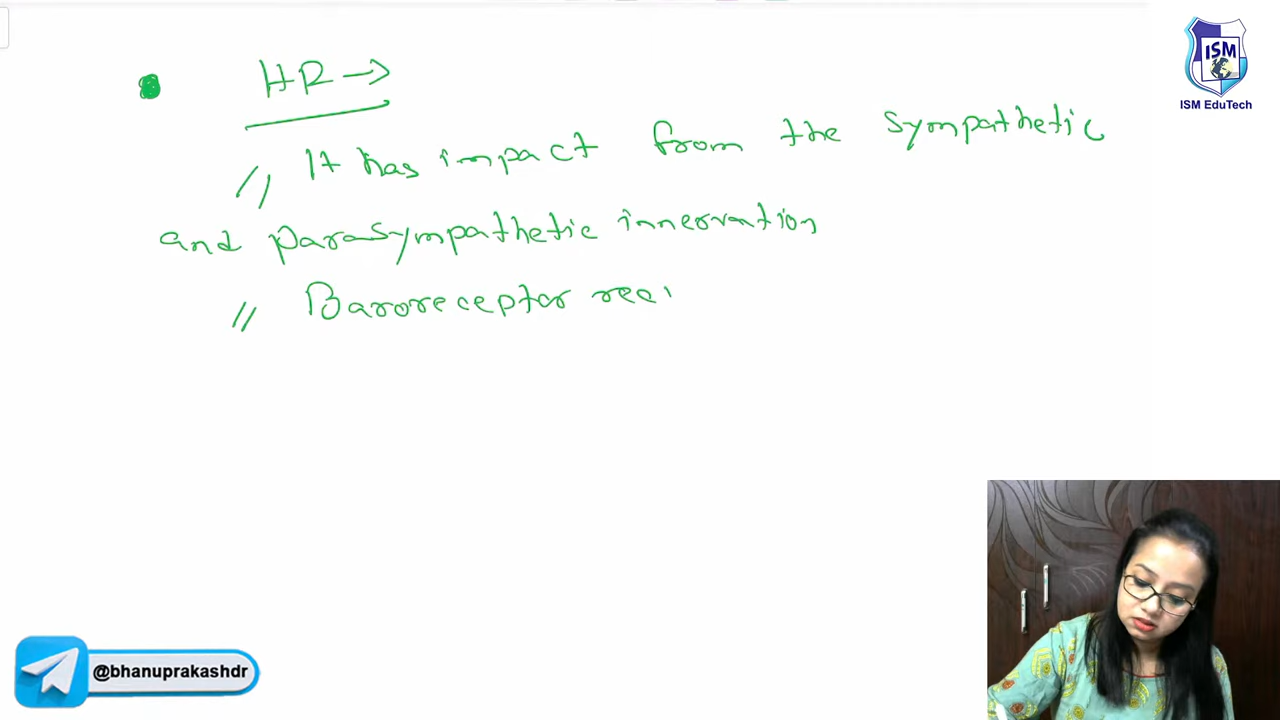 HR →
ISM
ISM EduTech
// It has impact from the sympathetic
and parasympathetic innervation
// Baroreceptor
@bhanuprakashdr